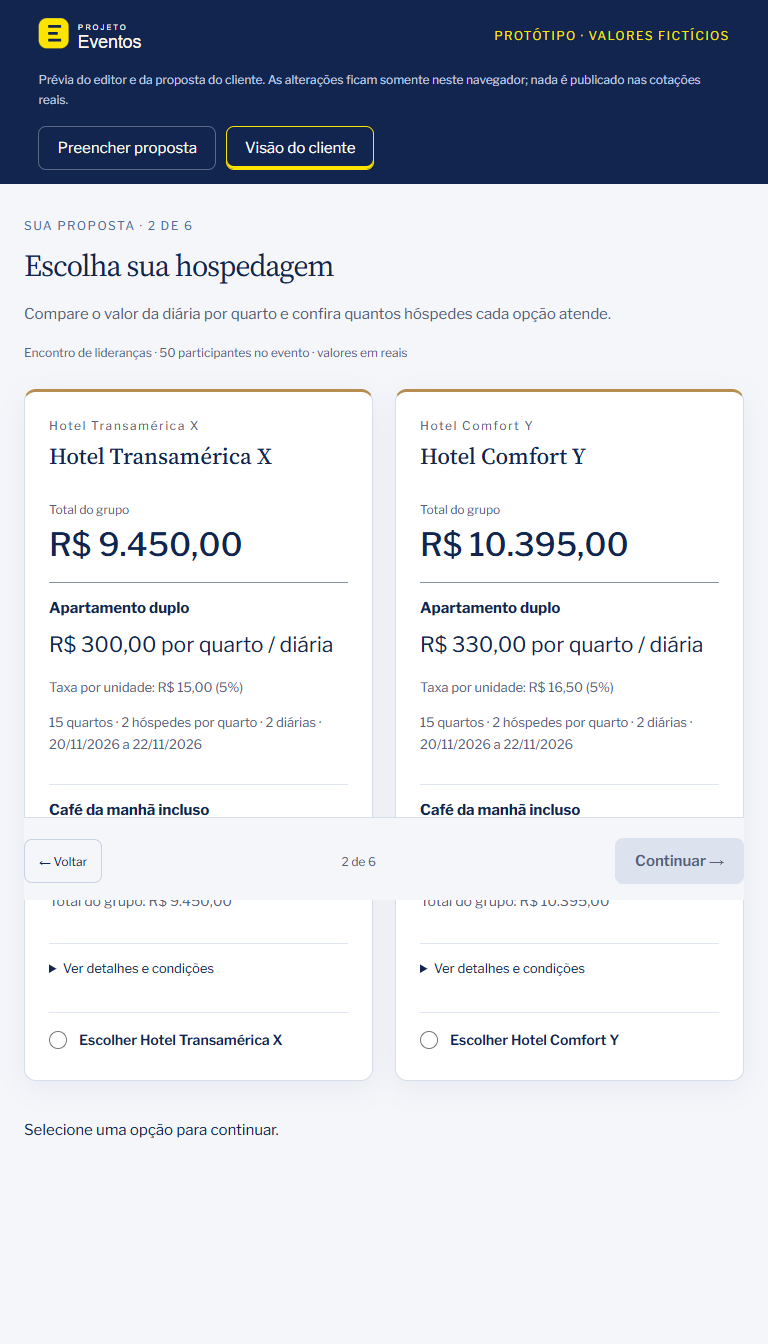 PROJETO
Eventos
PROTÓTIPO · VALORES FICTÍCIOS
Prévia do editor e da proposta do cliente. As alterações ficam somente neste navegador; nada é publicado nas cotações
reais.
Preencher proposta
Visão do cliente
SUA PROPOSTA · 2 DE 6
Escolha sua hospedagem
Compare o valor da diária por quarto e confira quantos hóspedes cada opção atende.
Encontro de lideranças · 50 participantes no evento · valores em reais
Hotel Transamérica X
Hotel Transamérica X
Total do grupo
R$ 9.450,00
Apartamento duplo
R$ 300,00 por quarto / diária
Taxa por unidade: R$ 15,00 (5%)
15 quartos · 2 hóspedes por quarto · 2 diárias ·
20/11/2026 a 22/11/2026
Café da manhã incluso
Hotel Comfort Y
Hotel Comfort Y
Total do grupo
R$ 10.395,00
Apartamento duplo
R$ 330,00 por quarto / diária
Taxa por unidade: R$ 16,50 (5%)
15 quartos · 2 hóspedes por quarto · 2 diárias ·
20/11/2026 a 22/11/2026
Café da manhã incluso
← Voltar
2 de 6
Continuar →
Total do grupo: R$ 9.450,00
Ver detalhes e condições
Escolher Hotel Transamérica X
Total do grupo: R$ 10.395,00
Ver detalhes e condições
Escolher Hotel Comfort Y
Selecione uma opção para continuar.